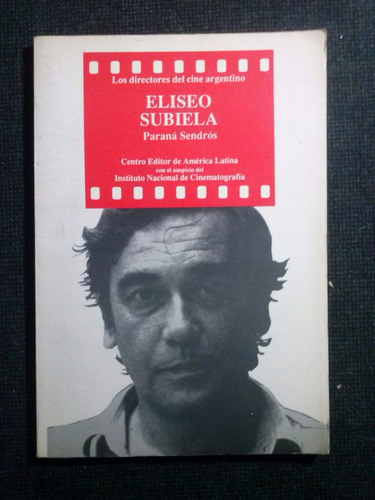 Los directores del cine argentino
ELISEO
SUBIELA
Paraná Sendrós
Centro Editor de América Latina
con el auspicio del
Instituto Nacional de Cinematografía